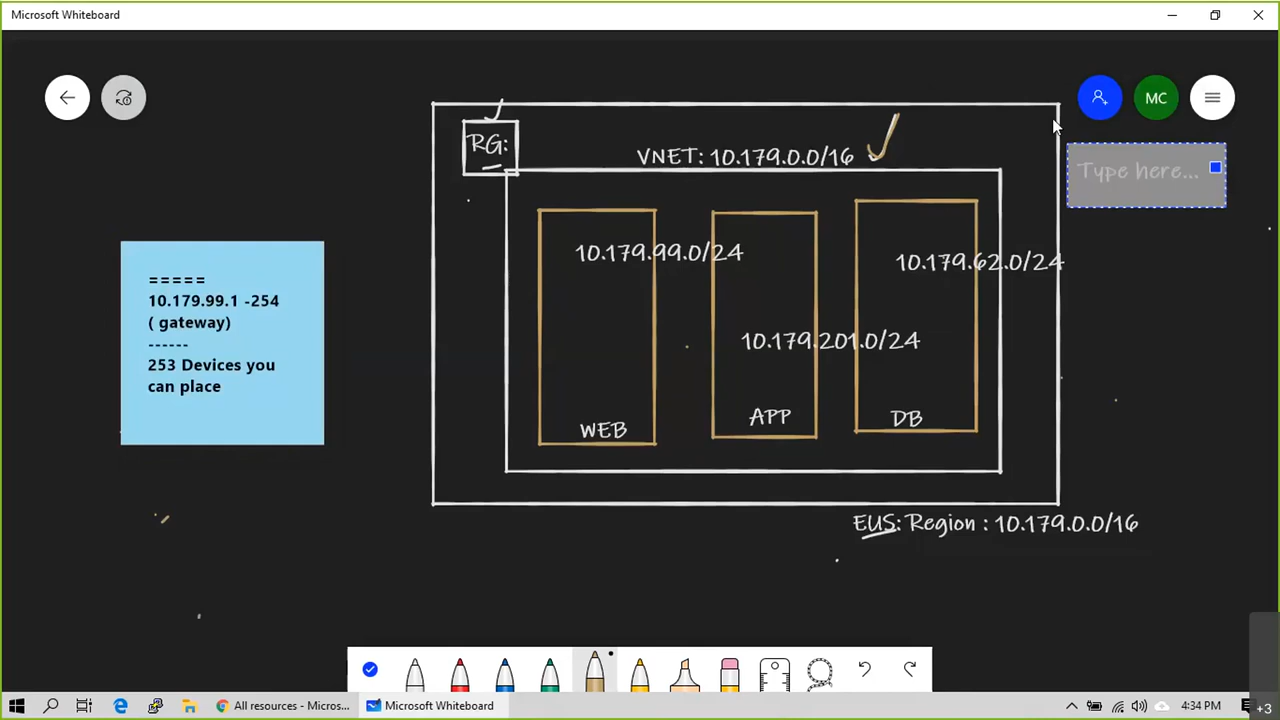 Microsoft Whiteboard
MC
RG:
VNET: 10.179.0.0/16
Type here...
10.179.99.0/24
10.179.62.0/24
=====
10.179.99.1 -254
( gateway)
------
253 Devices you
can place
10.179.201.0/24
WEB
APP
DB
EUS: Region : 10.179.0.0/16
All resources - Micros...
Microsoft Whiteboard
4:34 PM
+3